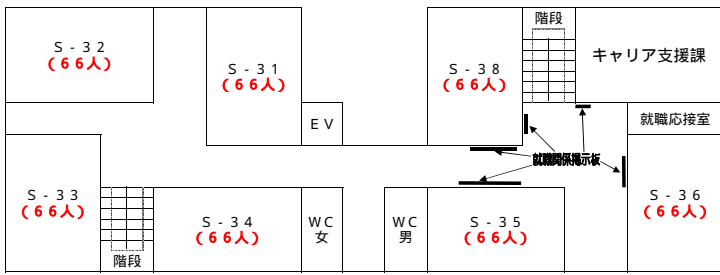 階段
S-32
(66人)
S-31
(66人)
S-38
(66人)
キャリア支援課
EV
就職応接室
就職関係掲示板
S-33
(66人)
S-34
(66人)
WC
女
WC
男
S-35
(66人)
S-36
(66人)
階段